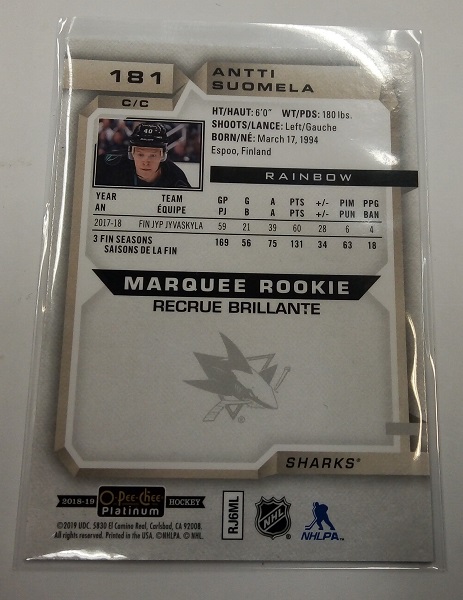 181
C/C
ANTTI
SUOMELA
HT/HAUT: 6'0" WT/PDS: 180 lbs.
SHOOTS/LANCE: Left/Gauche
BORN/NÉ: March 17, 1994
Espoo, Finland
40
RAINBOW
YEAR TEAM GP G A PTS +/- PIM PPG
AN ÉQUIPE PJ B A PTS +/- PUN BAN
2017-18 FIN JYP JYVASKYLA 59 21 39 60 28 6 4
3 FIN SEASONS 169 56 75 131 34 63 18
SAISONS DE LA FIN
MARQUEE ROOKIE
RECRUE BRILLANTE
SHARKS
2018-19 O-Pee-Chee Platinum HOCKEY
©2019 UDC. 5830 El Camino Real, Carlsbad, CA 92008.
All rights reserved. Printed in the USA. ©NHLPA. © NHL.
RJ6ML
NHL
NHLPA